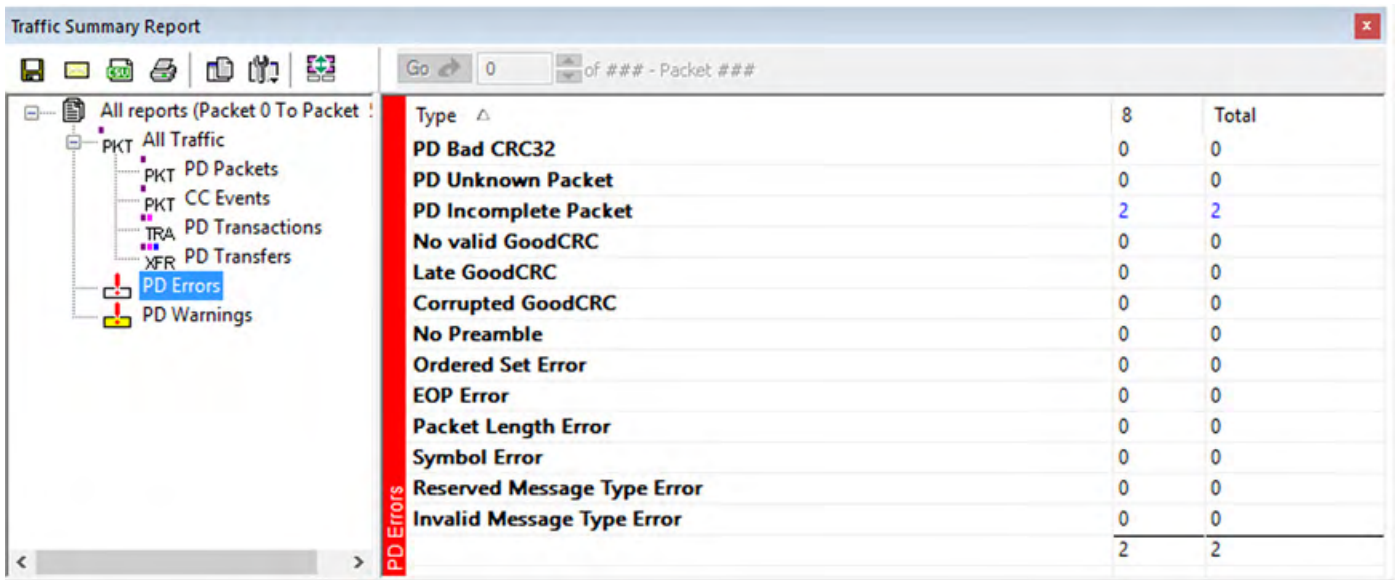 Traffic Summary Report
Go 0 of ### - Packet ###
All reports (Packet 0 To Packet
PKT All Traffic
PKT PD Packets
PKT CC Events
TRA PD Transactions
XFR PD Transfers
PD Errors
PD Warnings
PD Errors
Type 8 Total
PD Bad CRC32 0 0
PD Unknown Packet 0 0
PD Incomplete Packet 2 2
No valid GoodCRC 0 0
Late GoodCRC 0 0
Corrupted GoodCRC 0 0
No Preamble 0 0
Ordered Set Error 0 0
EOP Error 0 0
Packet Length Error 0 0
Symbol Error 0 0
Reserved Message Type Error 0 0
Invalid Message Type Error 0 0
2 2